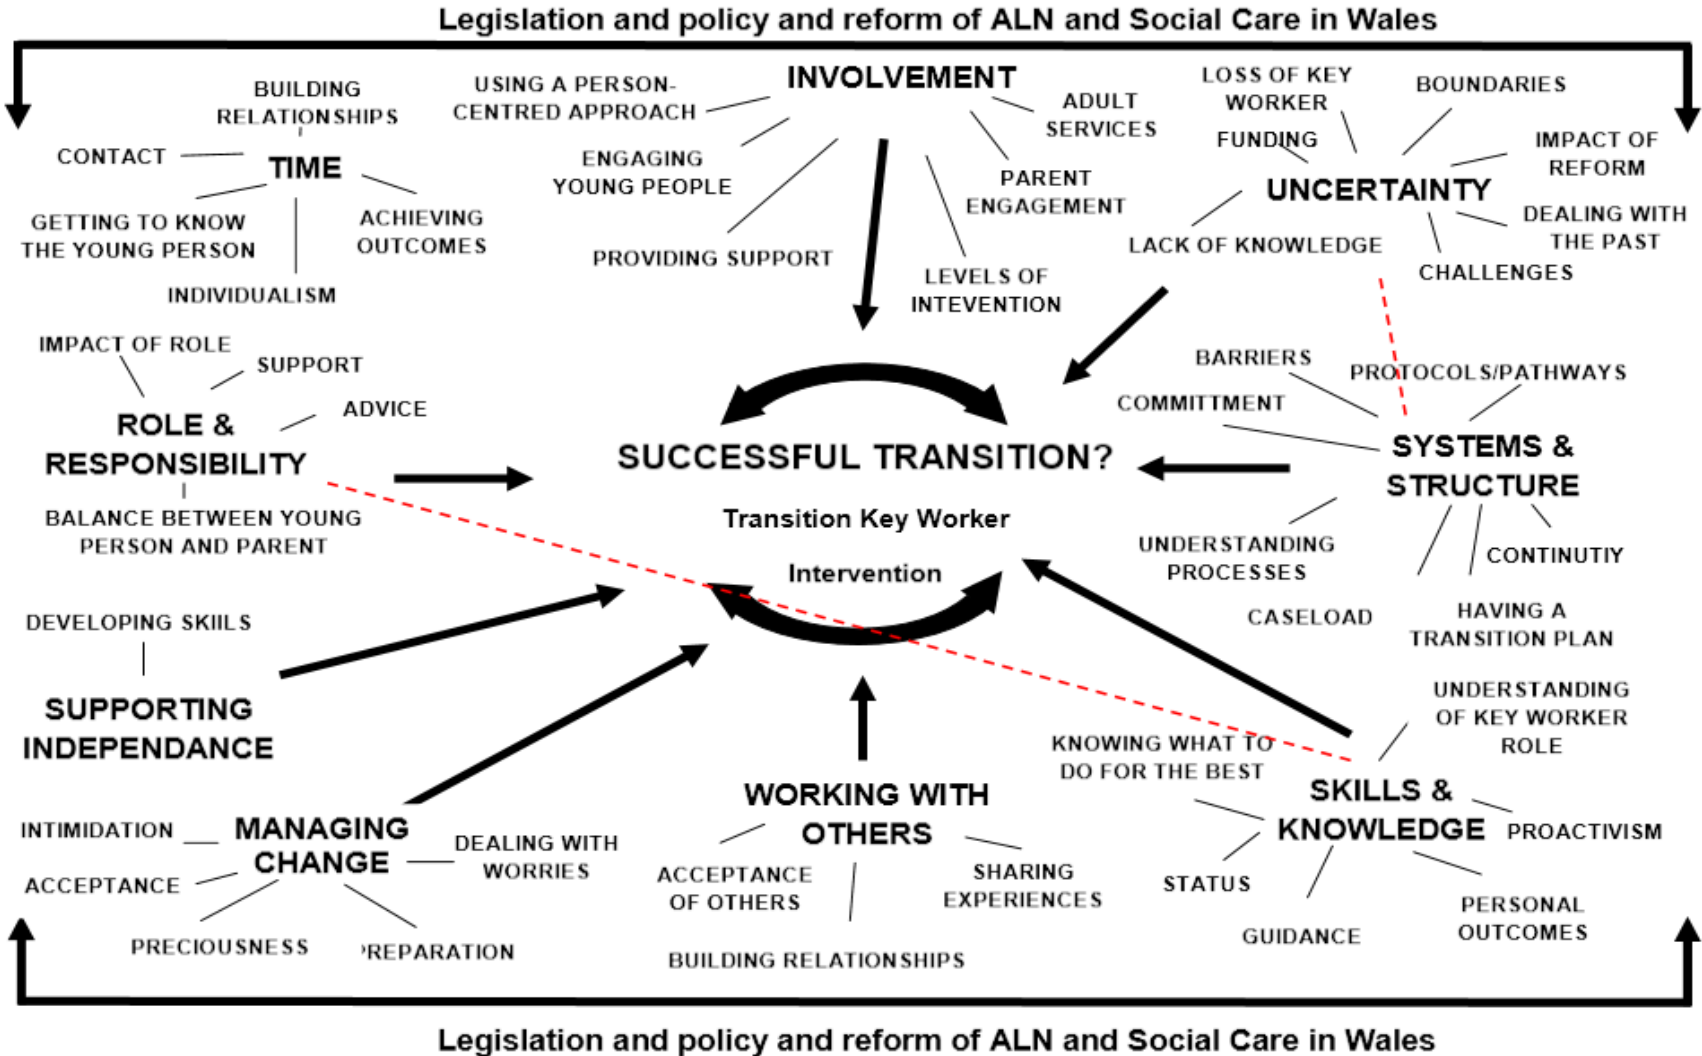 Legislation and policy and reform of ALN and Social Care in Wales
BUILDING
RELATIONSHIPS
CONTACT
TIME
GETTING TO KNOW
THE YOUNG PERSON
ACHIEVING
OUTCOMES
INDIVIDUALISM
INVOLVEMENT
USING A PERSON-
CENTRED APPROACH
ENGAGING
YOUNG PEOPLE
PROVIDING SUPPORT
ADULT
SERVICES
PARENT
ENGAGEMENT
LEVELS OF
INTEVENTION
LOSS OF KEY
WORKER
BOUNDARIES
FUNDING
IMPACT OF
REFORM
UNCERTAINTY
DEALING WITH
THE PAST
LACK OF KNOWLEDGE
CHALLENGES
IMPACT OF ROLE
SUPPORT
ADVICE
ROLE &
RESPONSIBILITY
BALANCE BETWEEN YOUNG
PERSON AND PARENT
SUCCESSFUL TRANSITION?
Transition Key Worker
Intervention
BARRIERS
PROTOCOLS/PATHWAYS
COMMITTMENT
SYSTEMS &
STRUCTURE
UNDERSTANDING
PROCESSES
CONTINUTIY
CASELOAD
HAVING A
TRANSITION PLAN
DEVELOPING SKIILS
SUPPORTING
INDEPENDANCE
INTIMIDATION
MANAGING
CHANGE
DEALING WITH
WORRIES
ACCEPTANCE
PRECIOUSNESS
PREPARATION
WORKING WITH
OTHERS
ACCEPTANCE
OF OTHERS
SHARING
EXPERIENCES
BUILDING RELATIONSHIPS
UNDERSTANDING
OF KEY WORKER
ROLE
KNOWING WHAT TO
DO FOR THE BEST
SKILLS &
KNOWLEDGE
PROACTIVISM
STATUS
GUIDANCE
PERSONAL
OUTCOMES
Legislation and policy and reform of ALN and Social Care in Wales